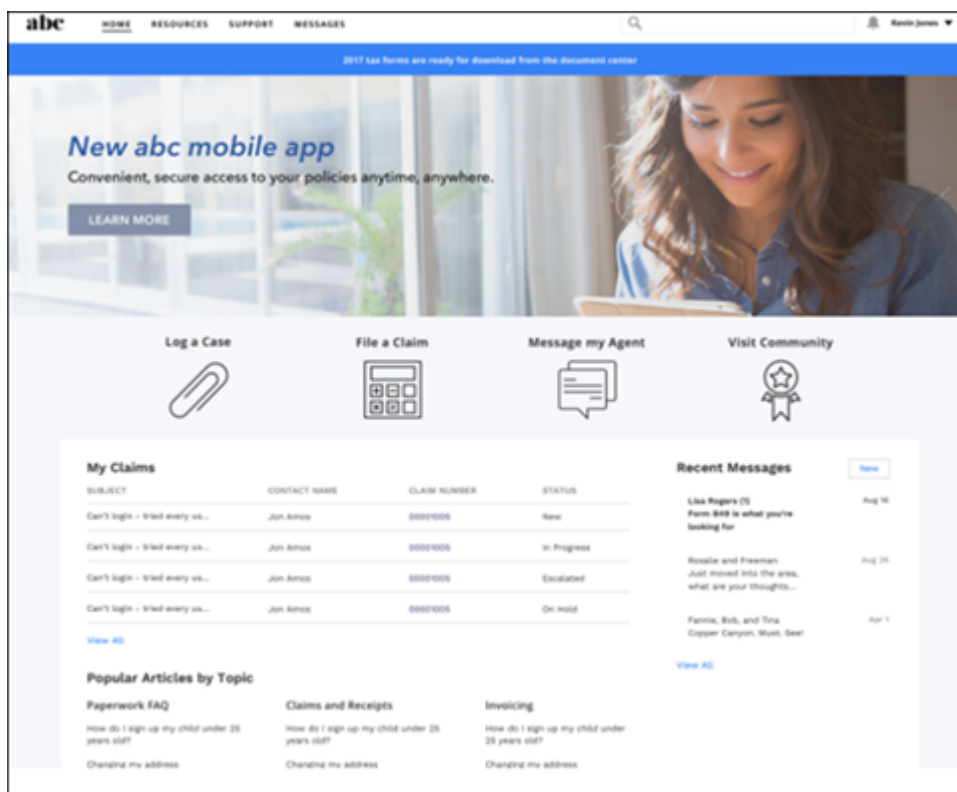 abc HOME RESOURCES SUPPORT MESSAGES Kevin Jones
2017 tax forms are ready for download from the document center
New abc mobile app
Convenient, secure access to your policies anytime, anywhere.
LEARN MORE
Log a Case File a Claim Message my Agent Visit Community
My Claims
SUBJECT CONTACT NAME CLAIM NUMBER STATUS
Can't login - tried every us... Jon Amos 00001005 New
Can't login - tried every us... Jon Amos 00001005 In Progress
Can't login - tried every us... Jon Amos 00001005 Escalated
Can't login - tried every us... Jon Amos 00001005 On Hold
View All
Recent Messages New
Lisa Rogers (1) Aug 16
Form B49 is what you're
looking for
Rosalie and Freeman Aug 25
Just moved into the area,
what are your thoughts...
Fannie, Bob, and Tina Apr 1
Copper Canyon. Must. See!
View All
Popular Articles by Topic
Paperwork FAQ Claims and Receipts Invoicing
How do I sign up my child under 25 How do I sign up my child under 25 How do I sign up my child under
years old? years old? 25 years old?
Changing my address Changing my address Changing my address